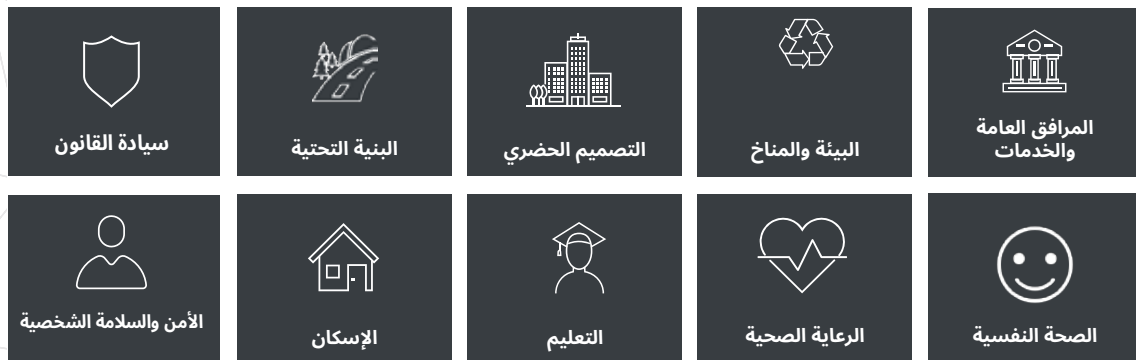 المرافق العامة
والخدمات
البيئة والمناخ
التصميم الحضري
البنية التحتية
سيادة القانون
الصحة النفسية
الرعاية الصحية
التعليم
الإسكان
الأمن والسلامة الشخصية